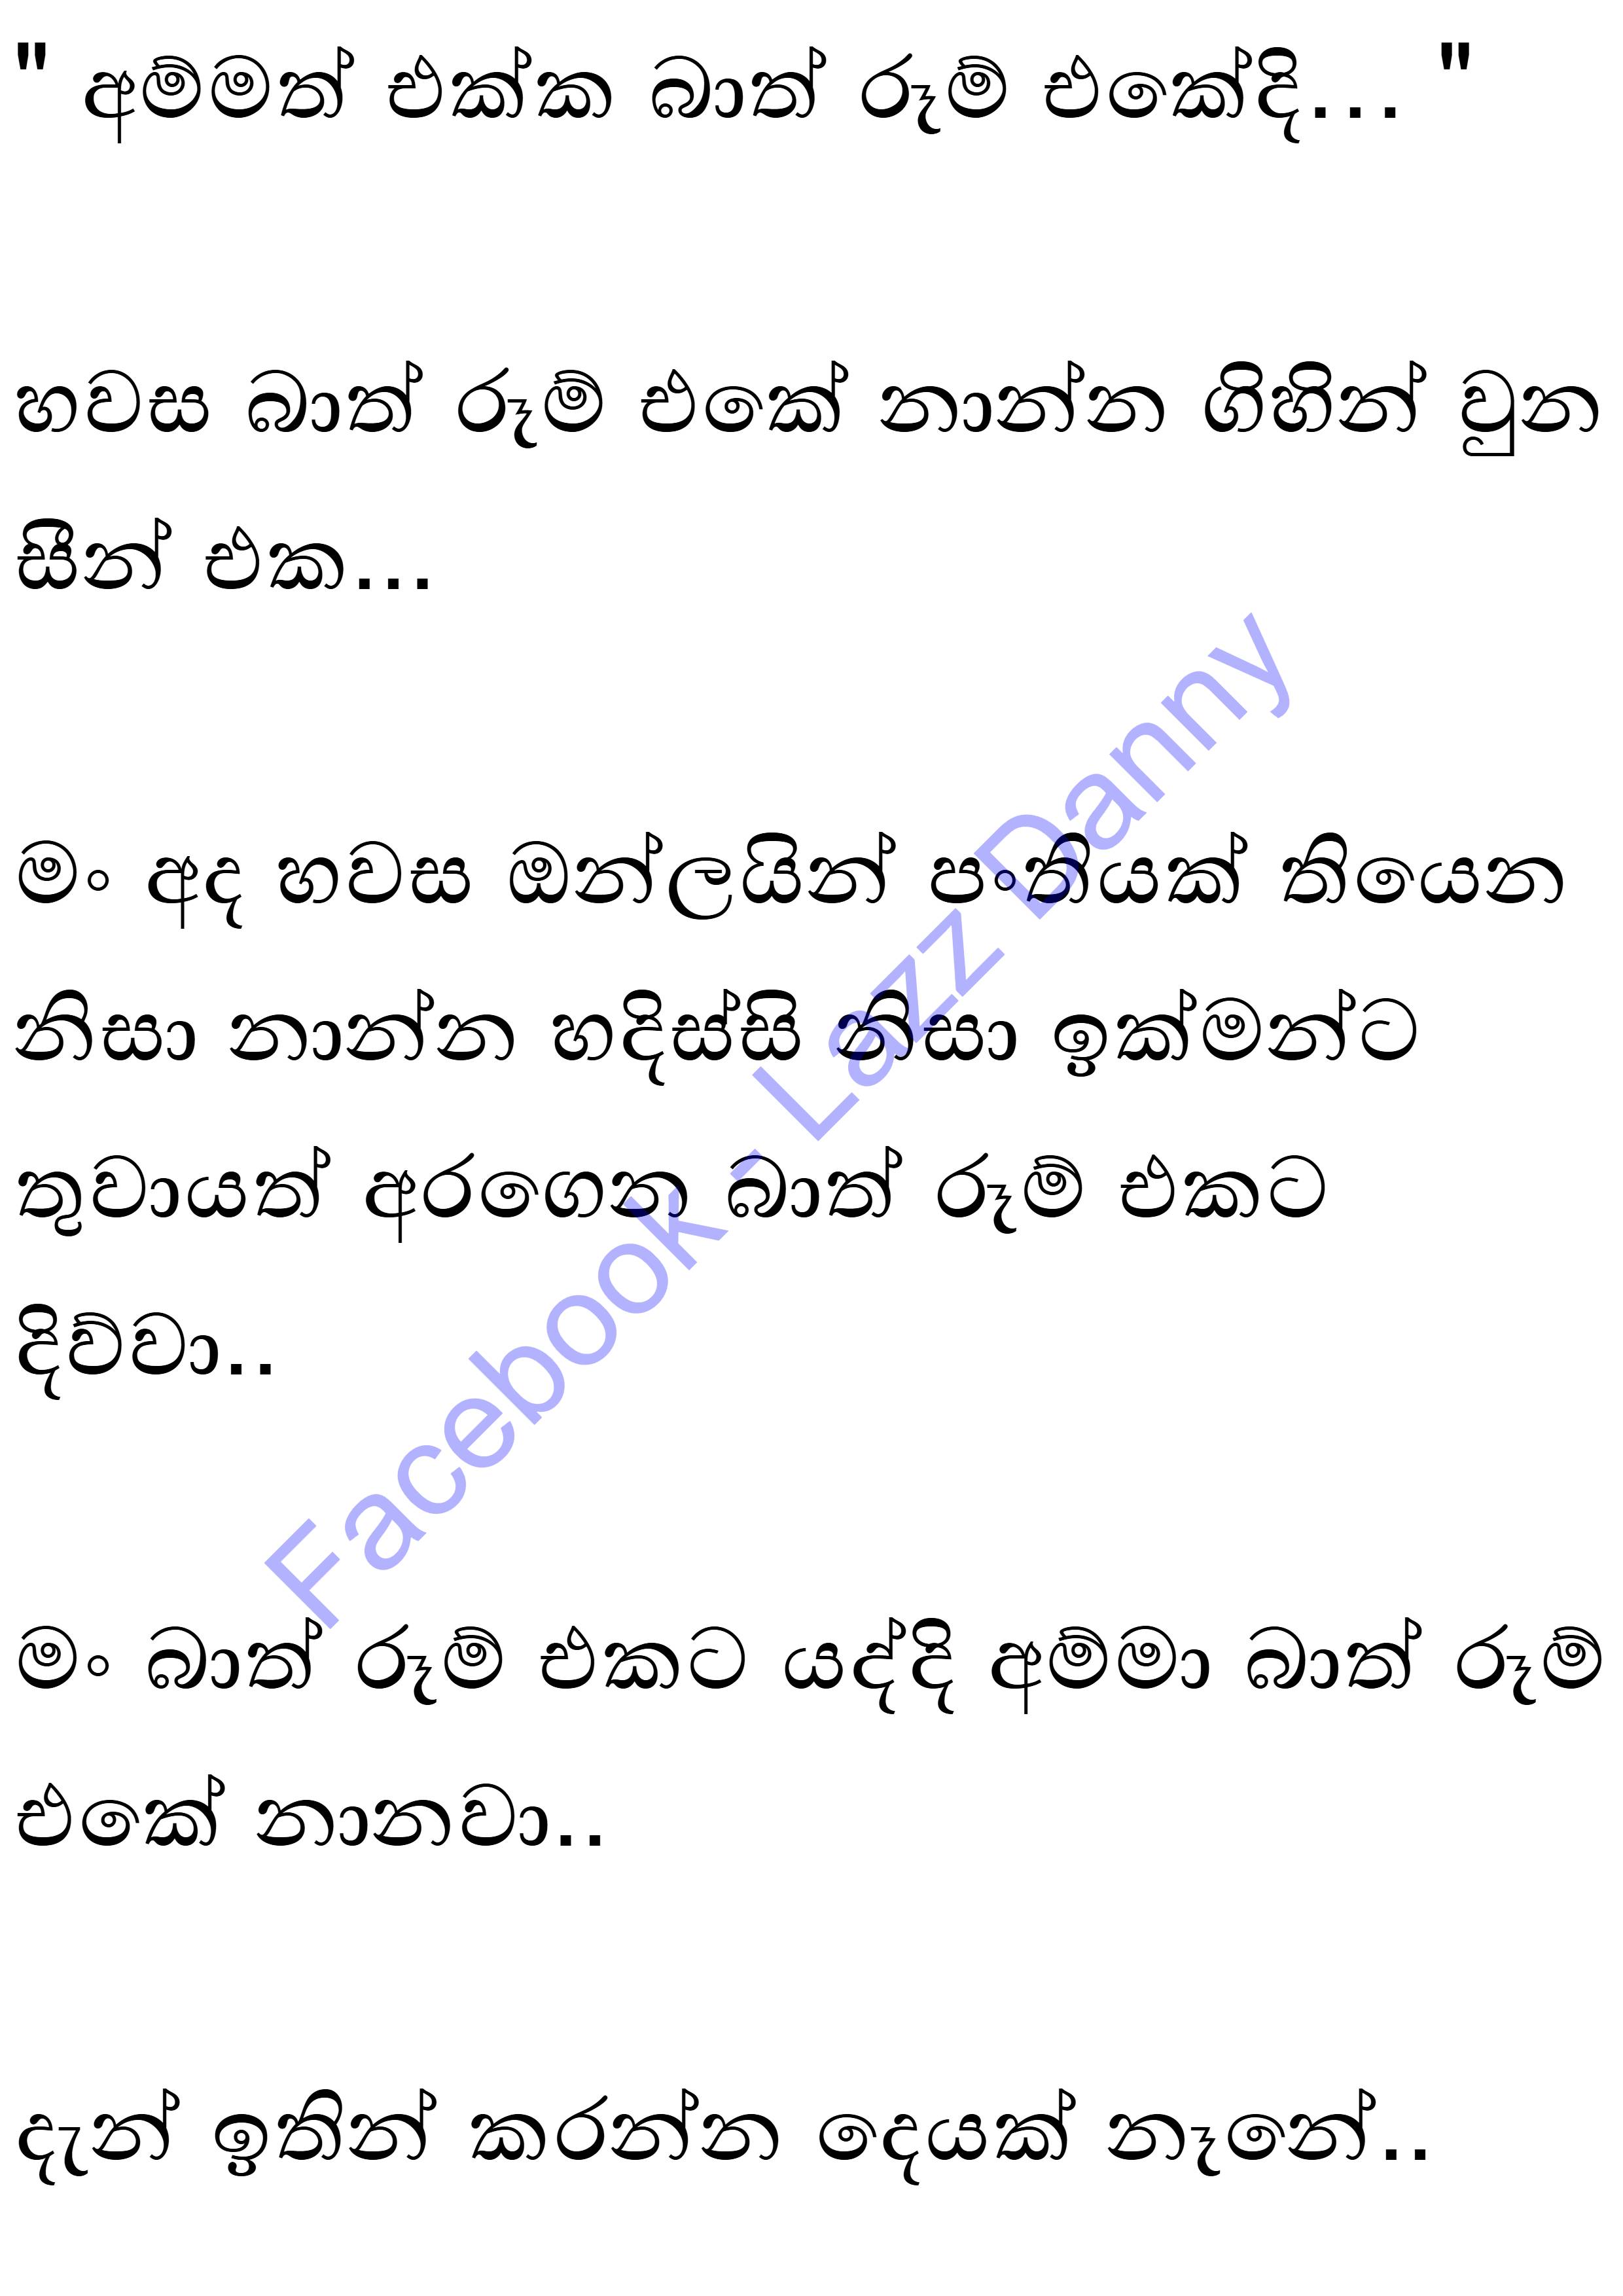 " අම්මත් එක්ක බාත් රූම් එකේදි... "
හවස බාත් රූම් එකේ නාන්න ගිහින් වුන
සීන් එක...
මං අද හවස ඔන්ලයින් පංතියක් තියෙන
නිසා නාන්න හදිස්සි නිසා ඉක්මන්ට
තුවායත් අරගෙන බාත් රූම් එකට
දිව්වා..
මං බාත් රූම් එකට යද්දි අම්මා බාත් රූම්
එකේ නානවා..
දැන් ඉතින් කරන්න දෙයක් නෑනේ..
Facebook - Lazz Danny